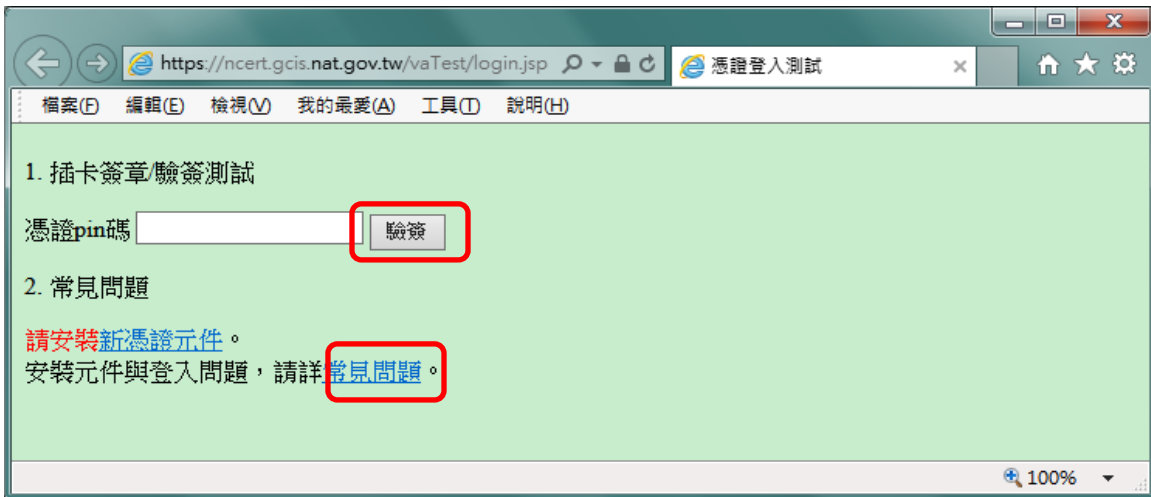 https://ncert.gcis.nat.gov.tw/vaTest/login.jsp
憑證登入測試
檔案(F) 編輯(E) 檢視(V) 我的最愛(A) 工具(T) 說明(H)
1. 插卡簽章/驗簽測試
憑證pin碼 驗簽
2. 常見問題
請安裝新憑證元件。
安裝元件與登入問題，請詳常見問題。
100%